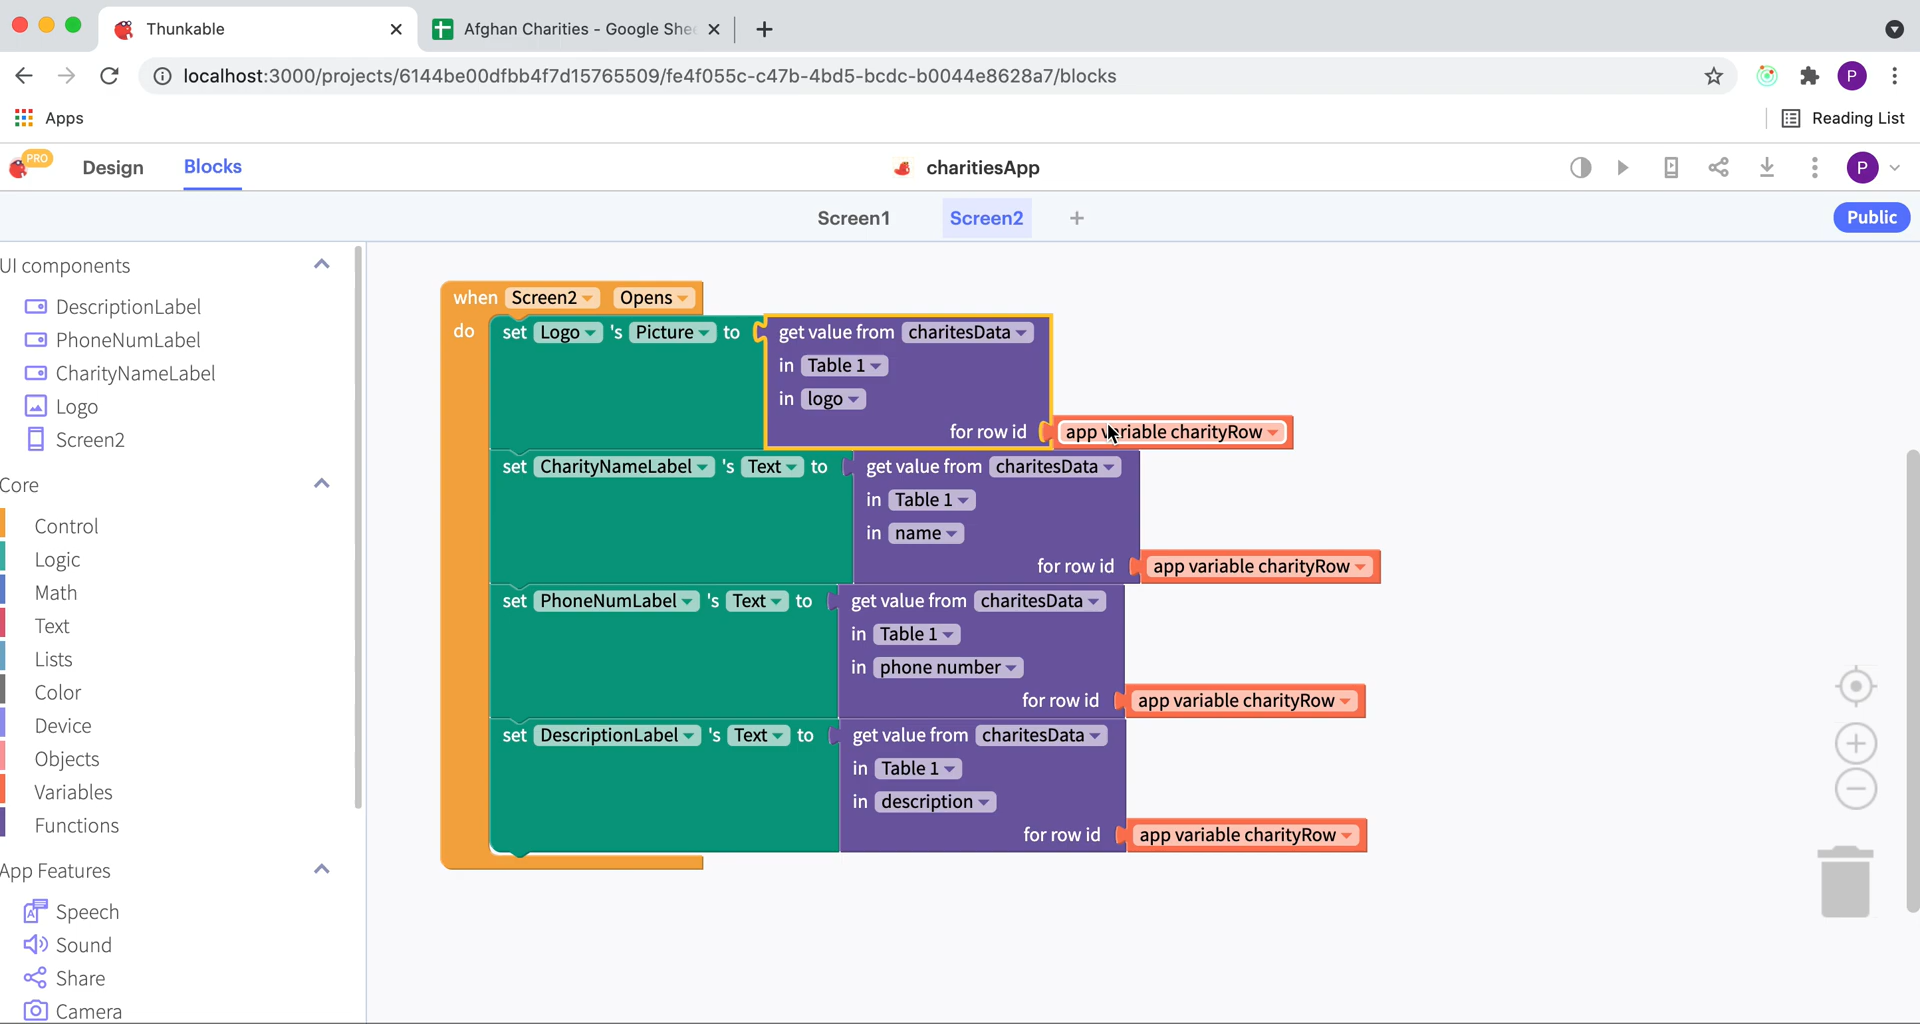 Thunkable
Afghan Charities - Google She
localhost:3000/projects/6144be00dfbb4f7d15765509/fe4f055c-c47b-4bd5-bcdc-b0044e8628a7/blocks
P
Apps
Reading List
PRO
Design
Blocks
charitiesApp
P
Screen1
Screen2
+
Public
UI components
DescriptionLabel
PhoneNumLabel
CharityNameLabel
Logo
Screen2
Core
Control
Logic
Math
Text
Lists
Color
Device
Objects
Variables
Functions
App Features
Speech
Sound
Share
Camera
when Screen2 Opens
do set Logo 's Picture to get value from charitesData
in Table 1
in logo
for row id app variable charityRow
set CharityNameLabel 's Text to get value from charitesData
in Table 1
in name
for row id app variable charityRow
set PhoneNumLabel 's Text to get value from charitesData
in Table 1
in phone number
for row id app variable charityRow
set DescriptionLabel 's Text to get value from charitesData
in Table 1
in description
for row id app variable charityRow